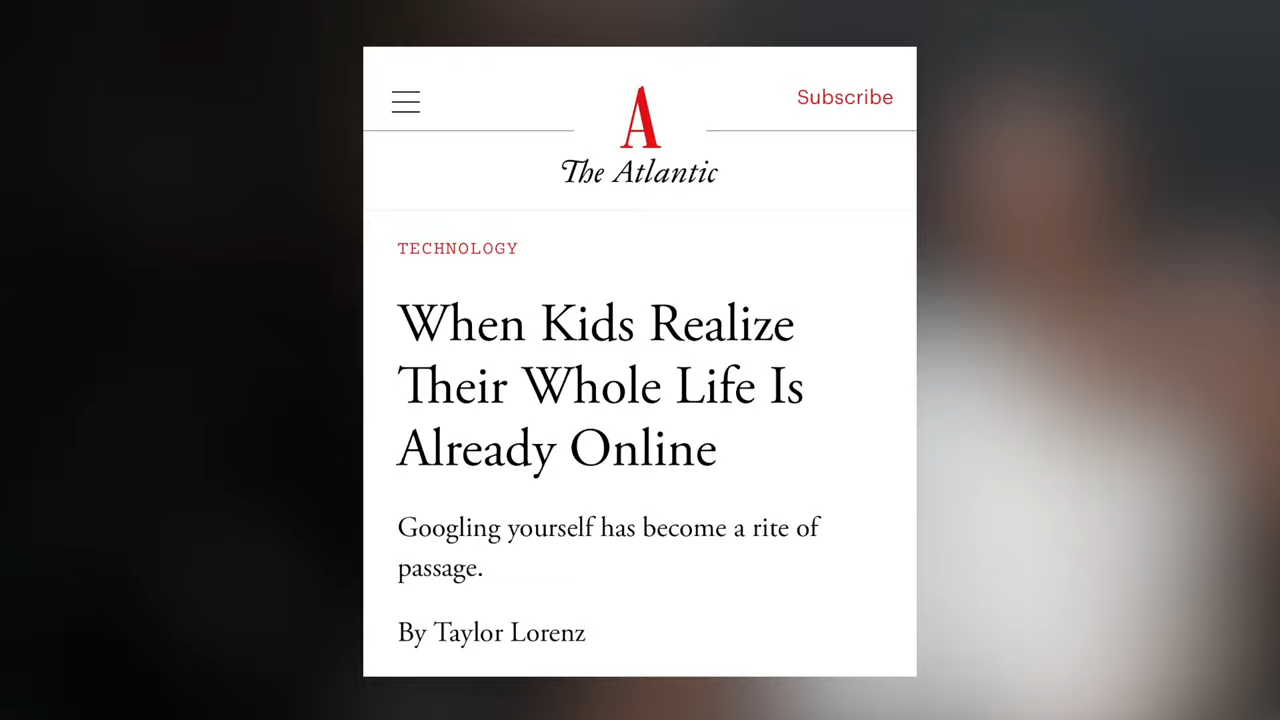 Subscribe
A
The Atlantic
TECHNOLOGY
When Kids Realize
Their Whole Life Is
Already Online
Googling yourself has become a rite of
passage.
By Taylor Lorenz